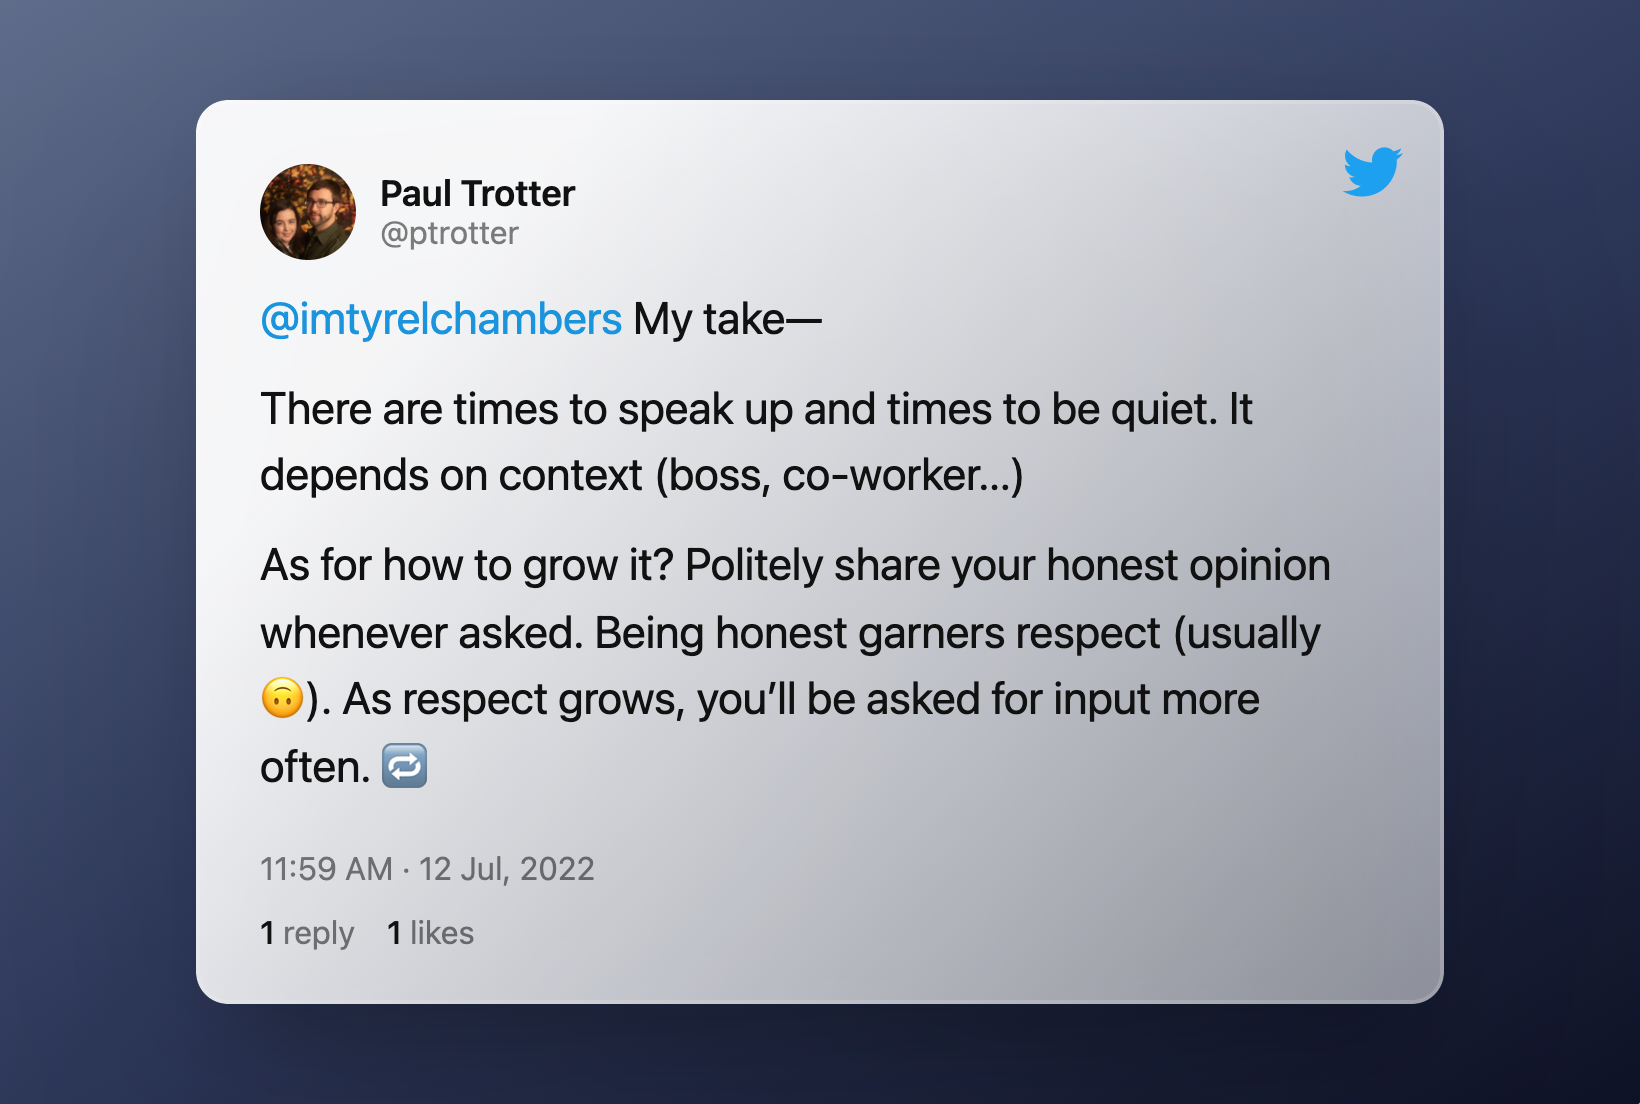 Paul Trotter
@ptrotter
@imtyrelchambers My take—
There are times to speak up and times to be quiet. It
depends on context (boss, co-worker...)
As for how to grow it? Politely share your honest opinion
whenever asked. Being honest garners respect (usually
🙃). As respect grows, you’ll be asked for input more
often. 🔁
11:59 AM · 12 Jul, 2022
1 reply 1 likes